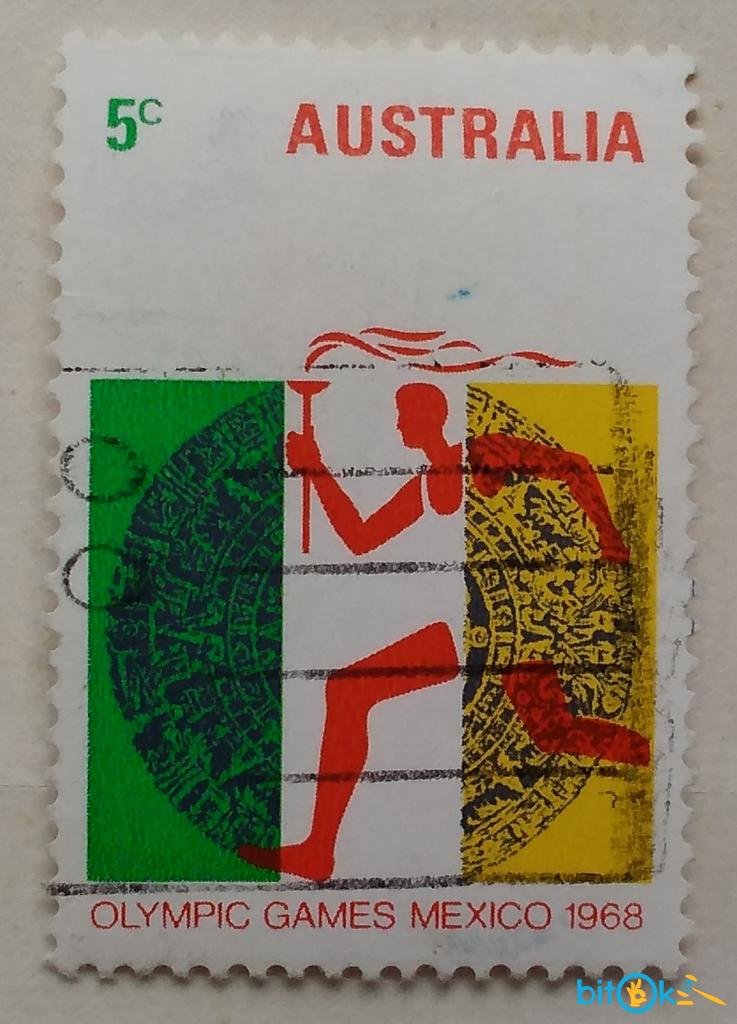 5c AUSTRALIA
OLYMPIC GAMES MEXICO 1968
bitOk